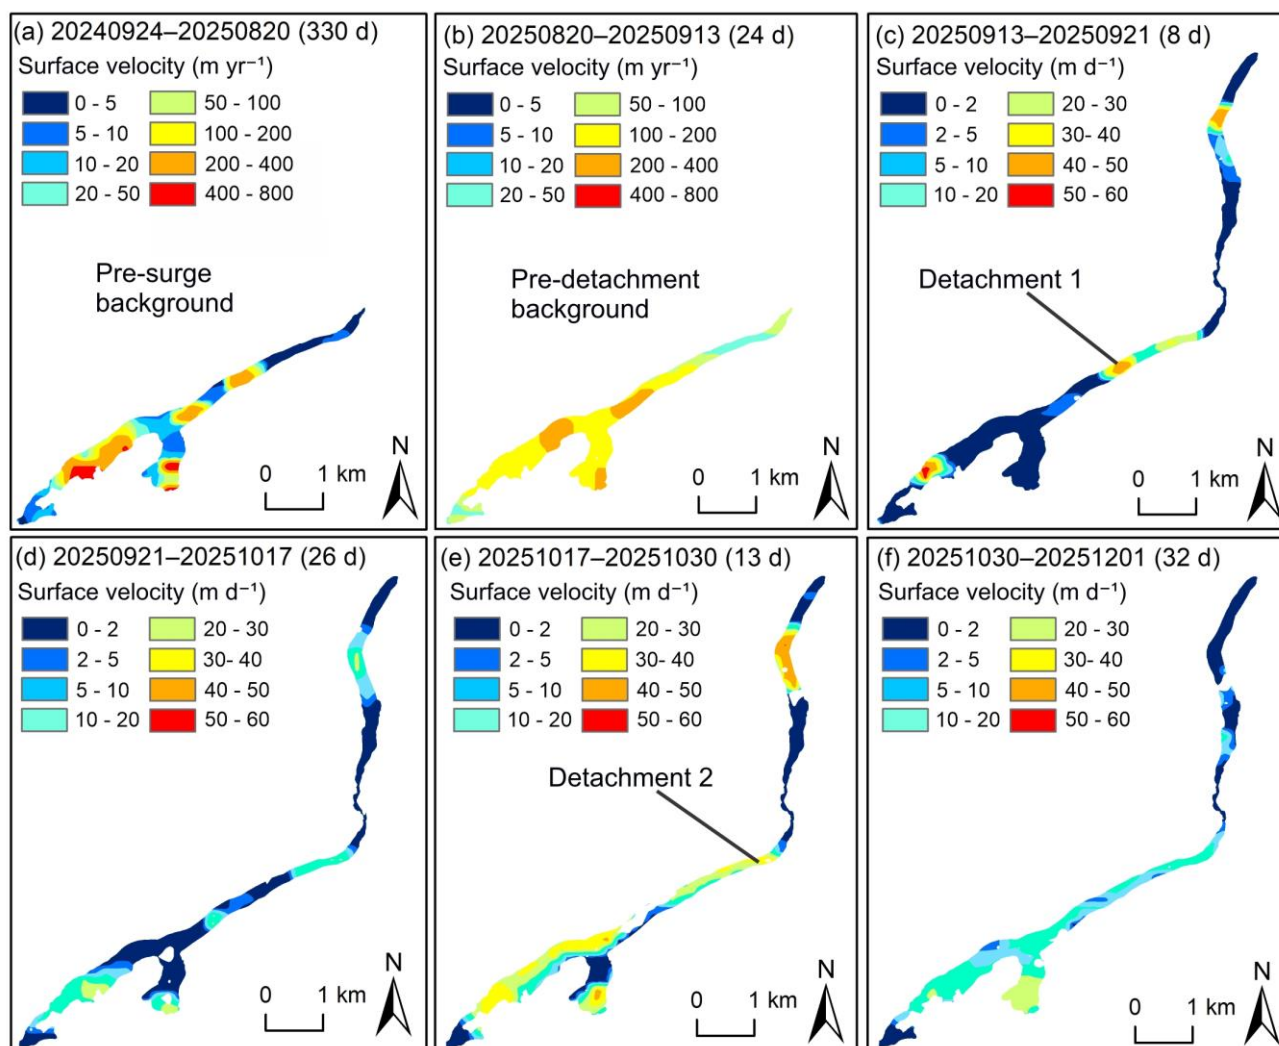 (a) 20240924–20250820 (330 d)
Surface velocity (m yr⁻¹)
0 - 5
5 - 10
10 - 20
20 - 50
50 - 100
100 - 200
200 - 400
400 - 800
Pre-surge
background
N
0 1 km
(b) 20250820–20250913 (24 d)
Surface velocity (m yr⁻¹)
0 - 5
5 - 10
10 - 20
20 - 50
50 - 100
100 - 200
200 - 400
400 - 800
Pre-detachment
background
N
0 1 km
(c) 20250913–20250921 (8 d)
Surface velocity (m d⁻¹)
0 - 2
2 - 5
5 - 10
10 - 20
20 - 30
30- 40
40 - 50
50 - 60
Detachment 1
N
0 1 km
(d) 20250921–20251017 (26 d)
Surface velocity (m d⁻¹)
0 - 2
2 - 5
5 - 10
10 - 20
20 - 30
30- 40
40 - 50
50 - 60
N
0 1 km
(e) 20251017–20251030 (13 d)
Surface velocity (m d⁻¹)
0 - 2
2 - 5
5 - 10
10 - 20
20 - 30
30- 40
40 - 50
50 - 60
Detachment 2
N
0 1 km
(f) 20251030–20251201 (32 d)
Surface velocity (m d⁻¹)
0 - 2
2 - 5
5 - 10
10 - 20
20 - 30
30- 40
40 - 50
50 - 60
N
0 1 km